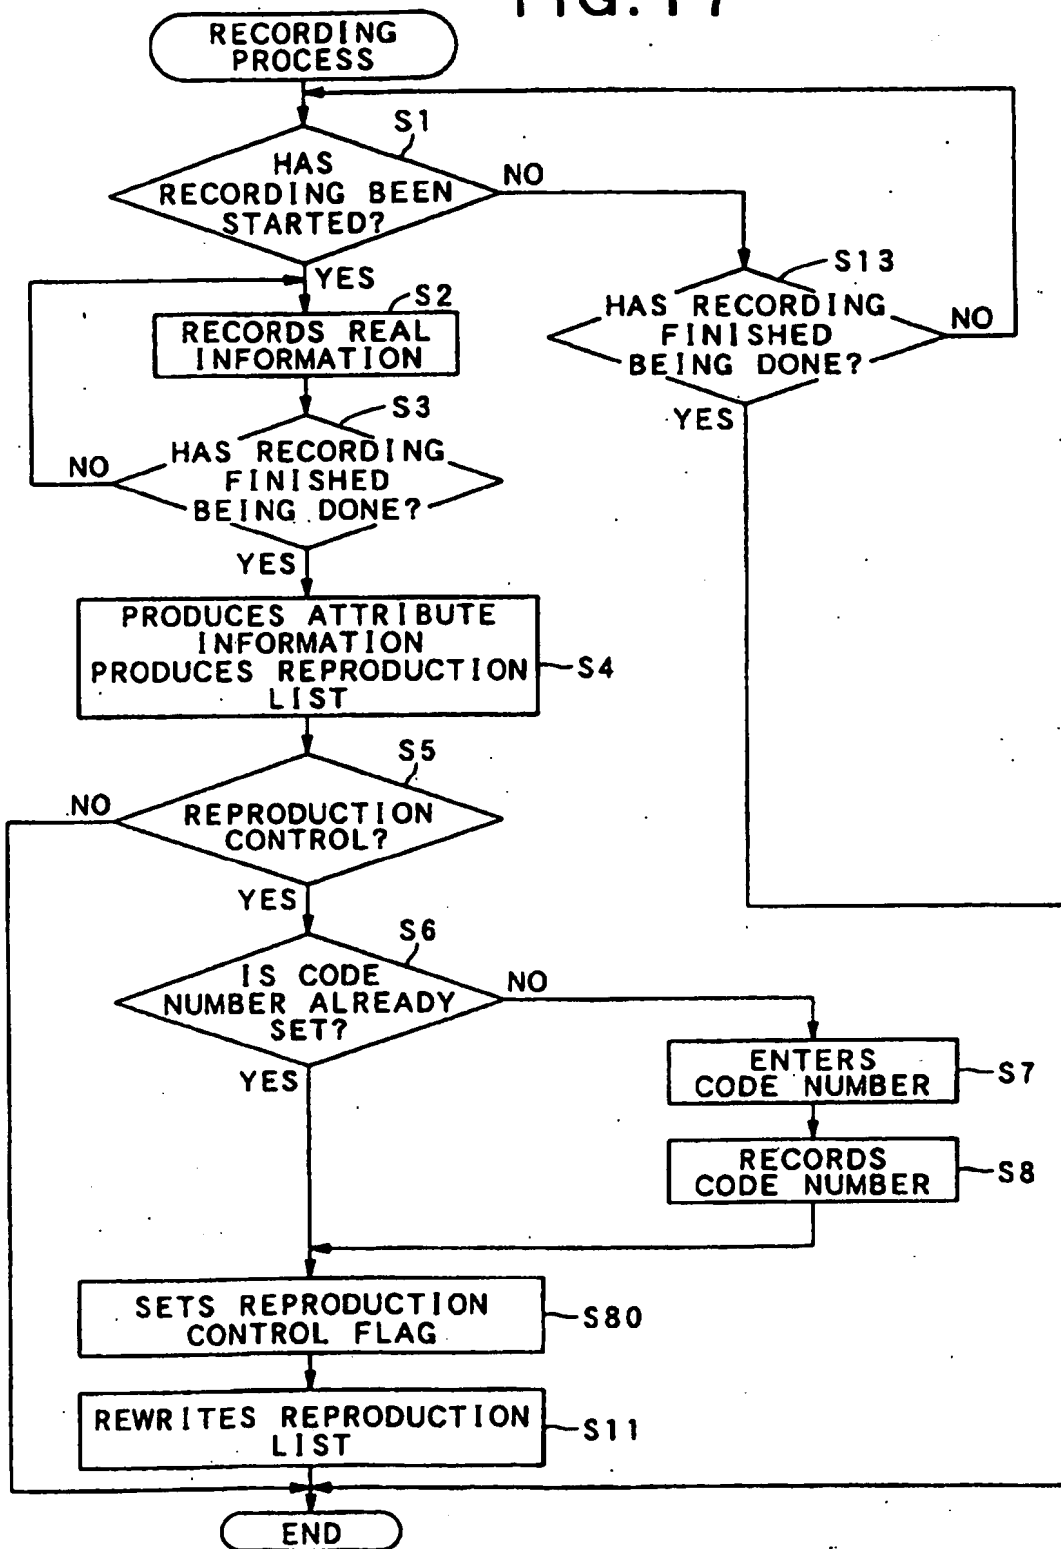 FIG. 17
RECORDING
PROCESS
S1
HAS
RECORDING BEEN
STARTED?
NO
YES
S13
HAS RECORDING
FINISHED
BEING DONE?
NO
YES
S2
RECORDS REAL
INFORMATION
S3
HAS RECORDING
FINISHED
BEING DONE?
NO
YES
PRODUCES ATTRIBUTE
INFORMATION
PRODUCES REPRODUCTION
LIST
S4
S5
REPRODUCTION
CONTROL?
NO
YES
S6
IS CODE
NUMBER ALREADY
SET?
NO
YES
ENTERS
CODE NUMBER
S7
RECORDS
CODE NUMBER
S8
SETS REPRODUCTION
CONTROL FLAG
S80
REWRITES REPRODUCTION
LIST
S11
END